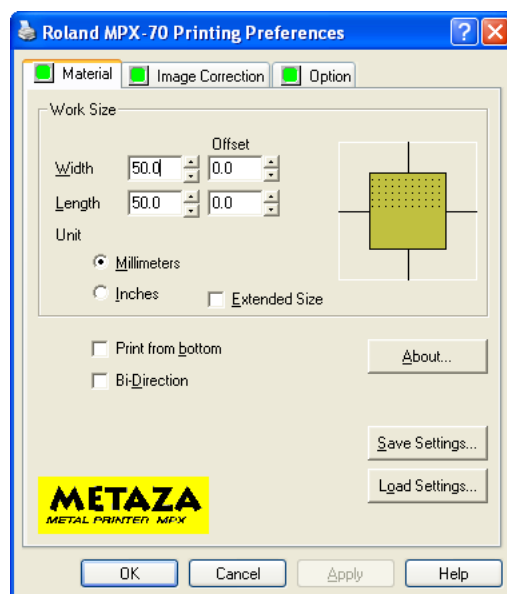 Roland MPX-70 Printing Preferences
Material Image Correction Option
Work Size
Offset
Width 50.0 0.0
Length 50.0 0.0
Unit
Millimeters
Inches Extended Size
Print from bottom About...
Bi-Direction
Save Settings...
Load Settings...
METAZA
METAL PRINTER MPX
OK Cancel Apply Help